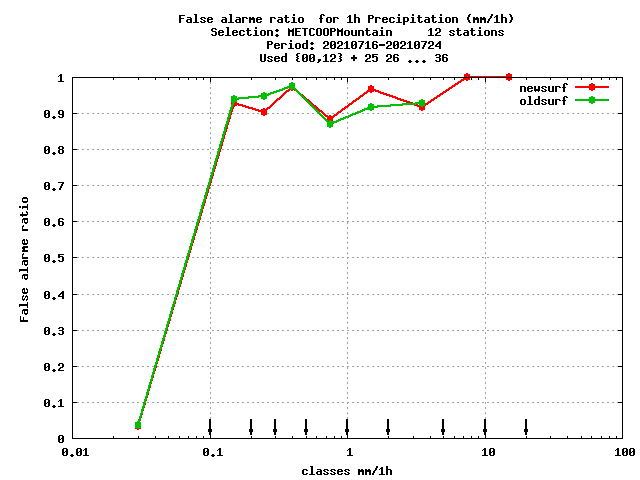 False alarme ratio  for 1h Precipitation (mm/1h)
Selection: METCOOPMountain     12 stations
Period: 20210716-20210724
Used {00,12} + 25 26 ... 36
newsurf
oldsurf
1
0.9
0.8
0.7
0.6
0.5
0.4
0.3
0.2
0.1
0
False alarme ratio
0.01 0.1 1 10 100
classes mm/1h